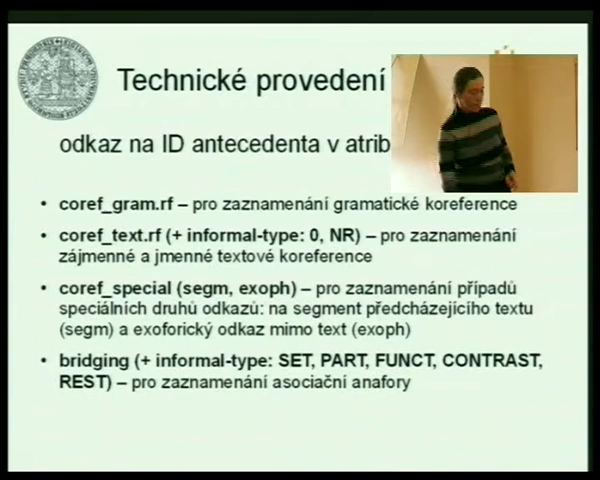 Technické provedení
odkaz na ID antecedenta v atrib
• coref_gram.rf – pro zaznamenání gramatické koreference
• coref_text.rf (+ informal-type: 0, NR) – pro zaznamenání
zájmenné a jmenné textové koreference
• coref_special (segm, exoph) – pro zaznamenání případů
speciálních druhů odkazů: na segment předcházejícího textu
(segm) a exoforický odkaz mimo text (exoph)
• bridging (+ informal-type: SET, PART, FUNCT, CONTRAST,
REST) – pro zaznamenání asociační anafory